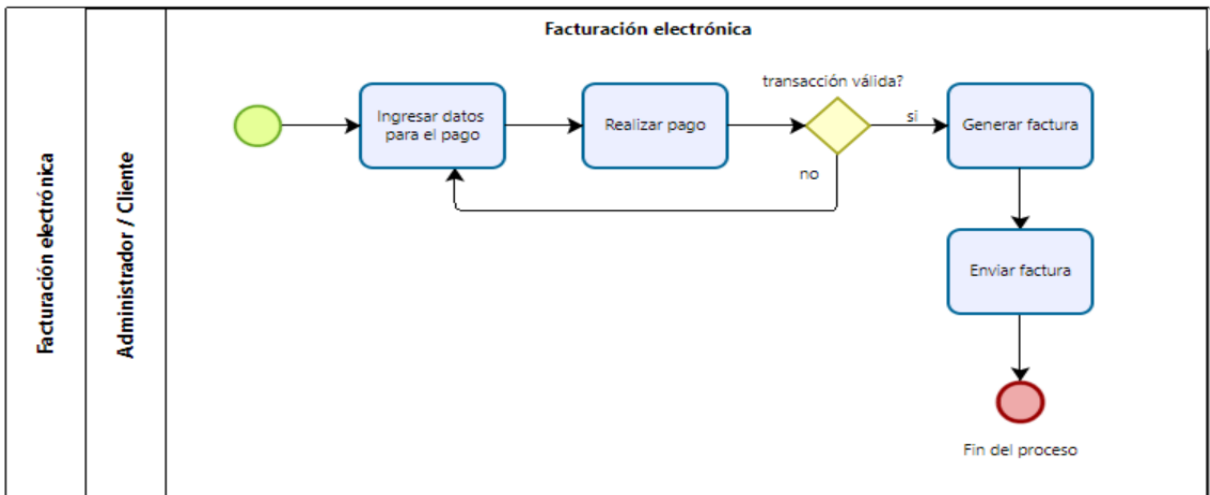 Facturación electrónica
Facturación electrónica
Administrador / Cliente
Ingresar datos
para el pago
Realizar pago
transacción válida?
si
no
Generar factura
Enviar factura
Fin del proceso